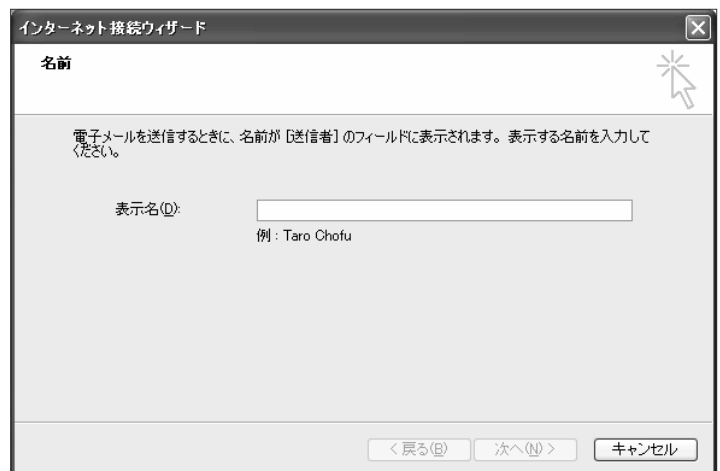 インターネット接続ウィザード
名前
電子メールを送信するときに、名前が [送信者] のフィールドに表示されます。表示する名前を入力して
ください。
表示名(D):
例 : Taro Chofu
< 戻る(B)
次へ(N) >
キャンセル